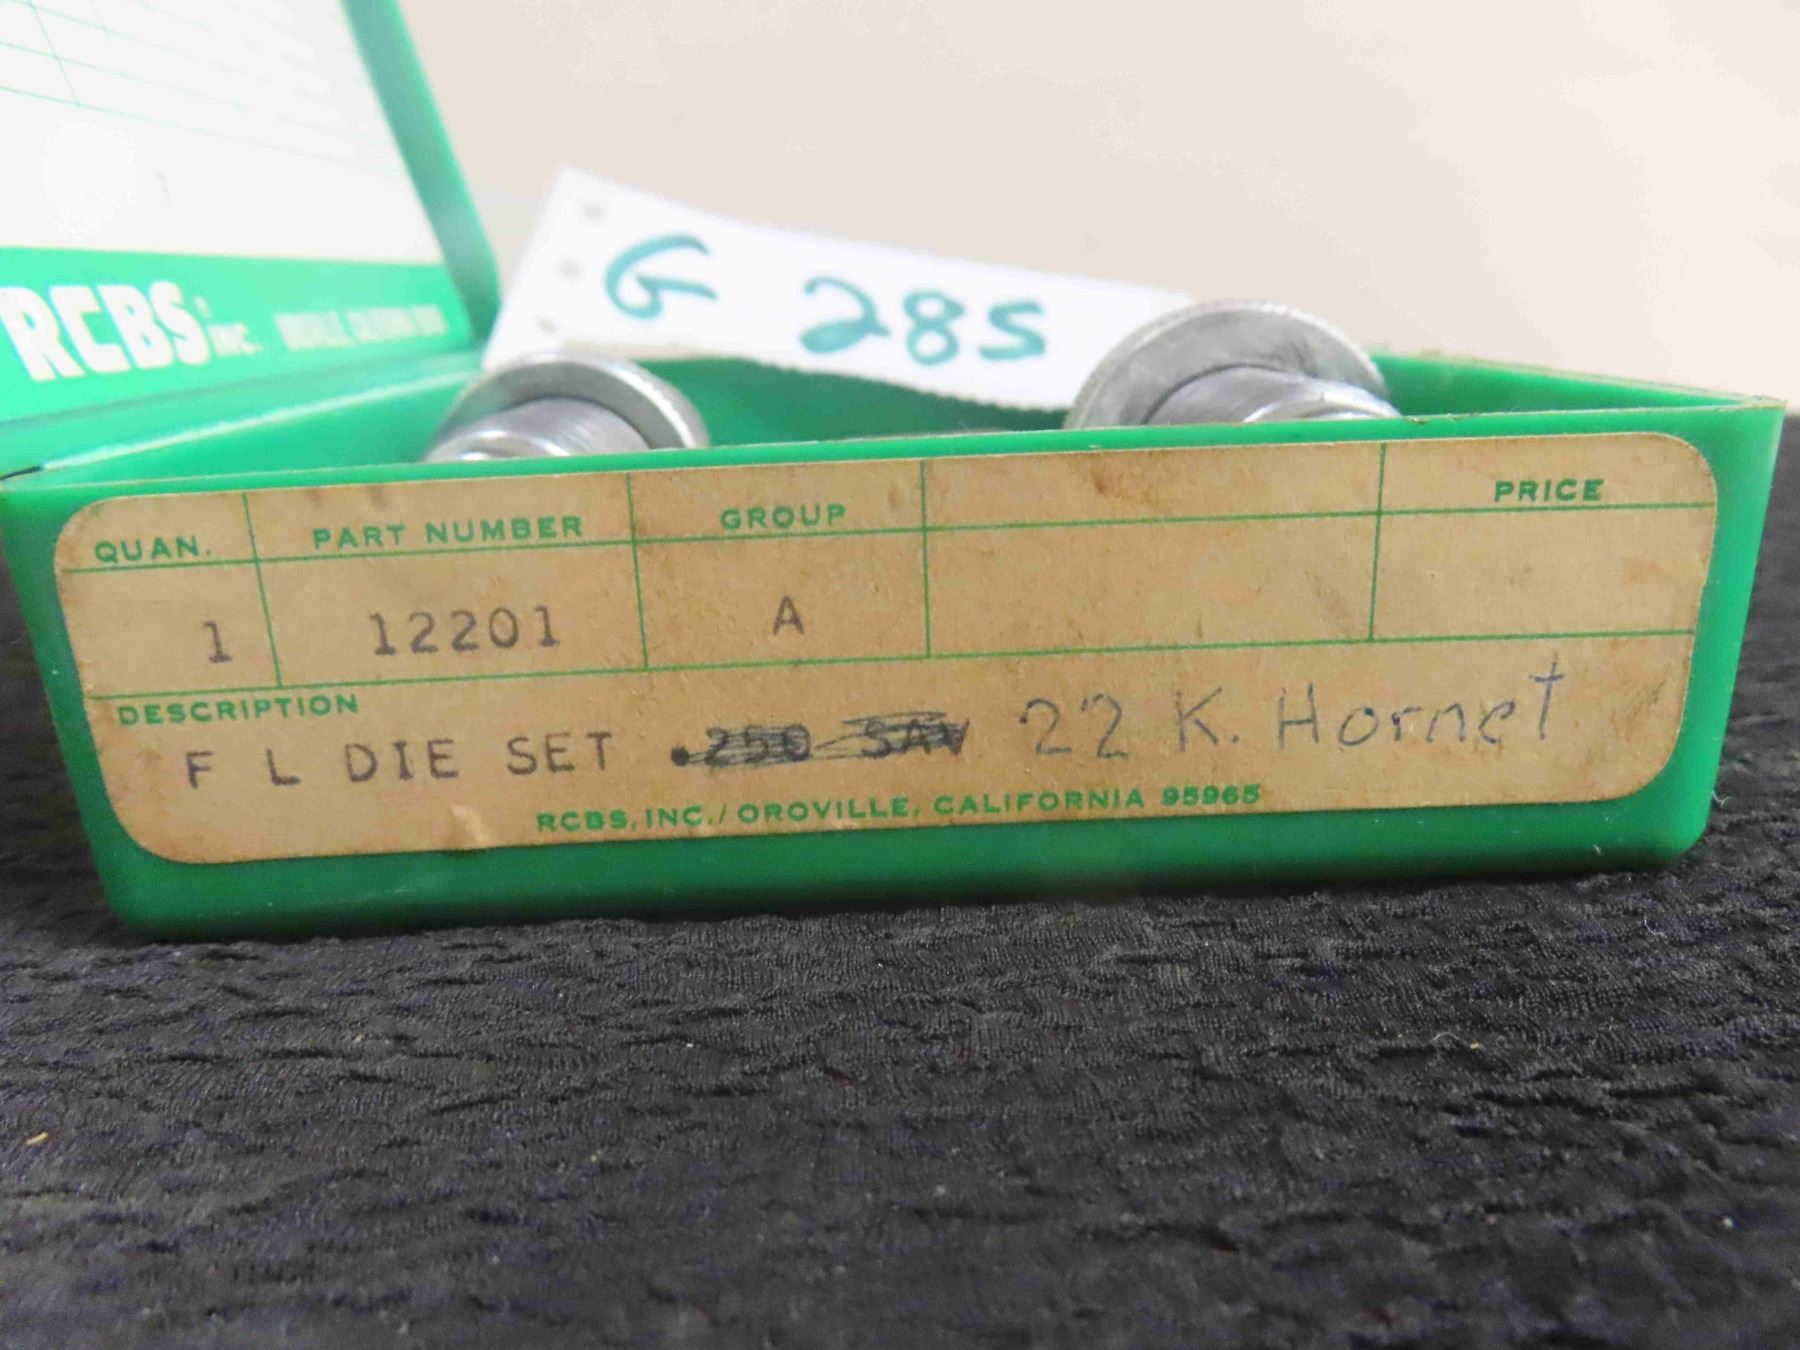 G 285
RCBS INC.
QUAN. PART NUMBER GROUP PRICE
1 12201 A
DESCRIPTION
F L DIE SET .250 SAV 22 K. Hornet
RCBS, INC. / OROVILLE, CALIFORNIA 95965